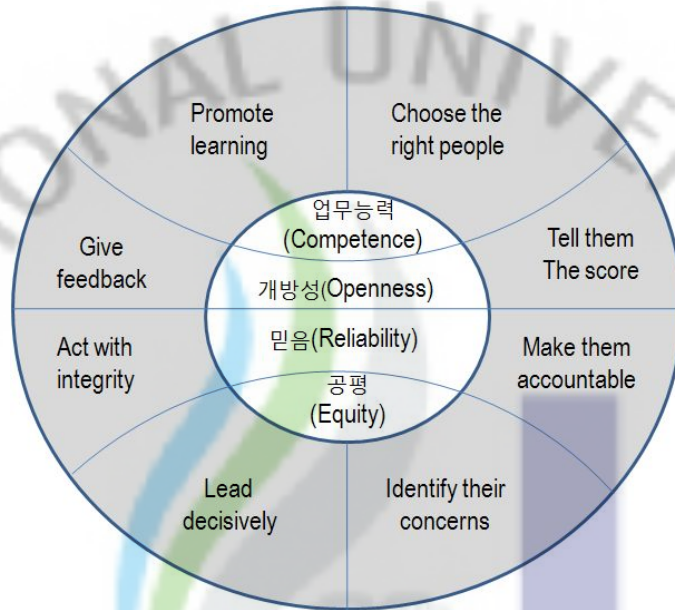 ONAL UNIVE
Promote
learning
Choose the
right people
업무능력
(Competence)
Give
feedback
Tell them
The score
개방성(Openness)
믿음(Reliability)
Act with
integrity
Make them
accountable
공평
(Equity)
Lead
decisively
Identify their
concerns